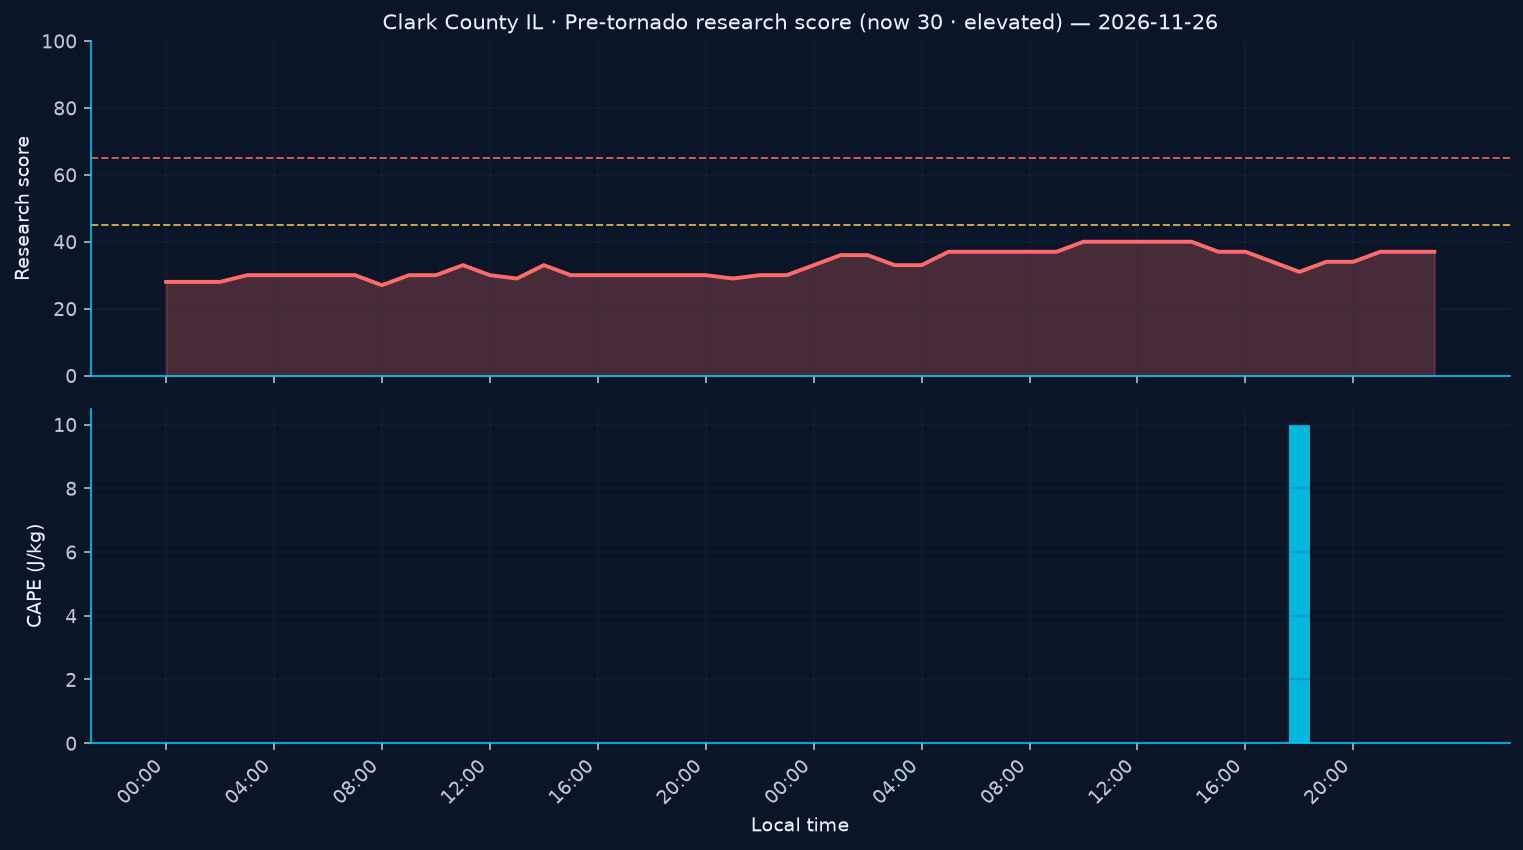 Clark County IL · Pre-tornado research score (now 30 · elevated) — 2026-11-26
Research score
100
80
60
40
20
0
CAPE (J/kg)
10
8
6
4
2
0
00:00 04:00 08:00 12:00 16:00 20:00 00:00 04:00 08:00 12:00 16:00 20:00
Local time